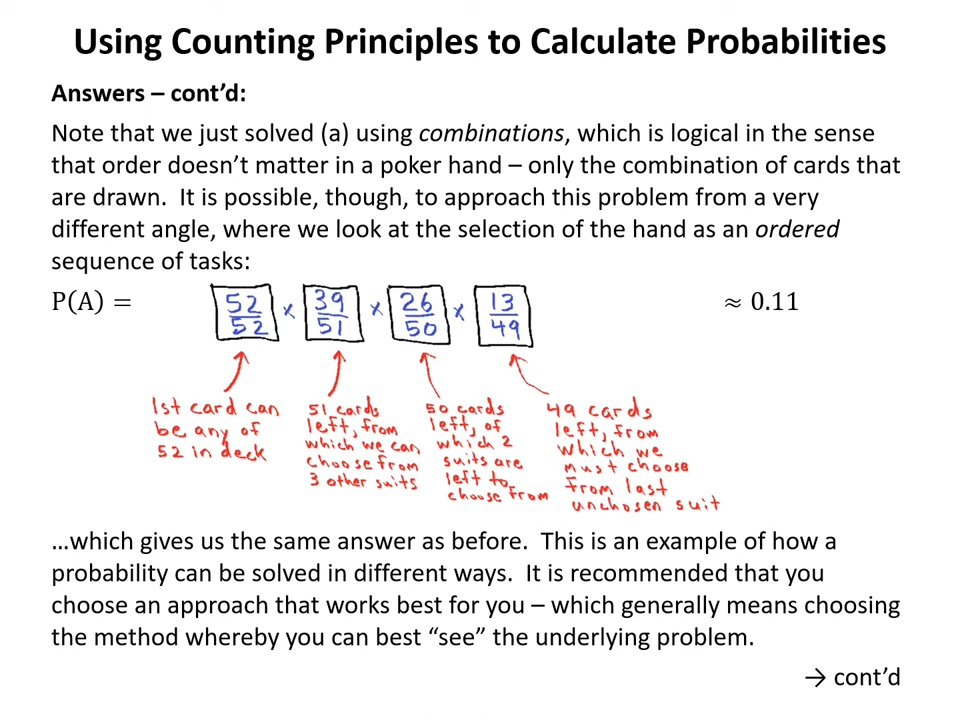 Using Counting Principles to Calculate Probabilities
Answers – cont’d:
Note that we just solved (a) using combinations, which is logical in the sense
that order doesn’t matter in a poker hand – only the combination of cards that
are drawn.  It is possible, though, to approach this problem from a very
different angle, where we look at the selection of the hand as an ordered
sequence of tasks:
P(A) = 52/52 × 39/51 × 26/50 × 13/49 ≈ 0.11
1st card can
be any of
52 in deck
51 cards
left, from
which we can
choose from
3 other suits
50 cards
left, of
which 2
suits are
left to
choose from
49 cards
left, from
which we
must choose
from last
unchosen suit
…which gives us the same answer as before.  This is an example of how a
probability can be solved in different ways.  It is recommended that you
choose an approach that works best for you – which generally means choosing
the method whereby you can best “see” the underlying problem.
→ cont’d